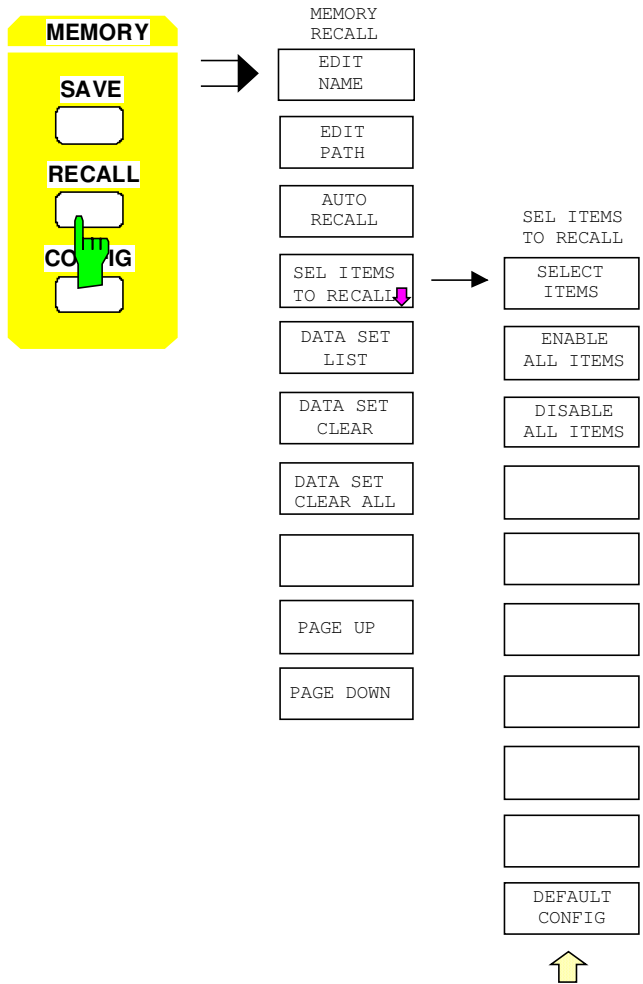 MEMORY
SAVE
RECALL
CO IG
MEMORY
RECALL
EDIT
NAME
EDIT
PATH
AUTO
RECALL
SEL ITEMS
TO RECALL
DATA SET
LIST
DATA SET
CLEAR
DATA SET
CLEAR ALL
PAGE UP
PAGE DOWN
SEL ITEMS
TO RECALL
SELECT
ITEMS
ENABLE
ALL ITEMS
DISABLE
ALL ITEMS
DEFAULT
CONFIG